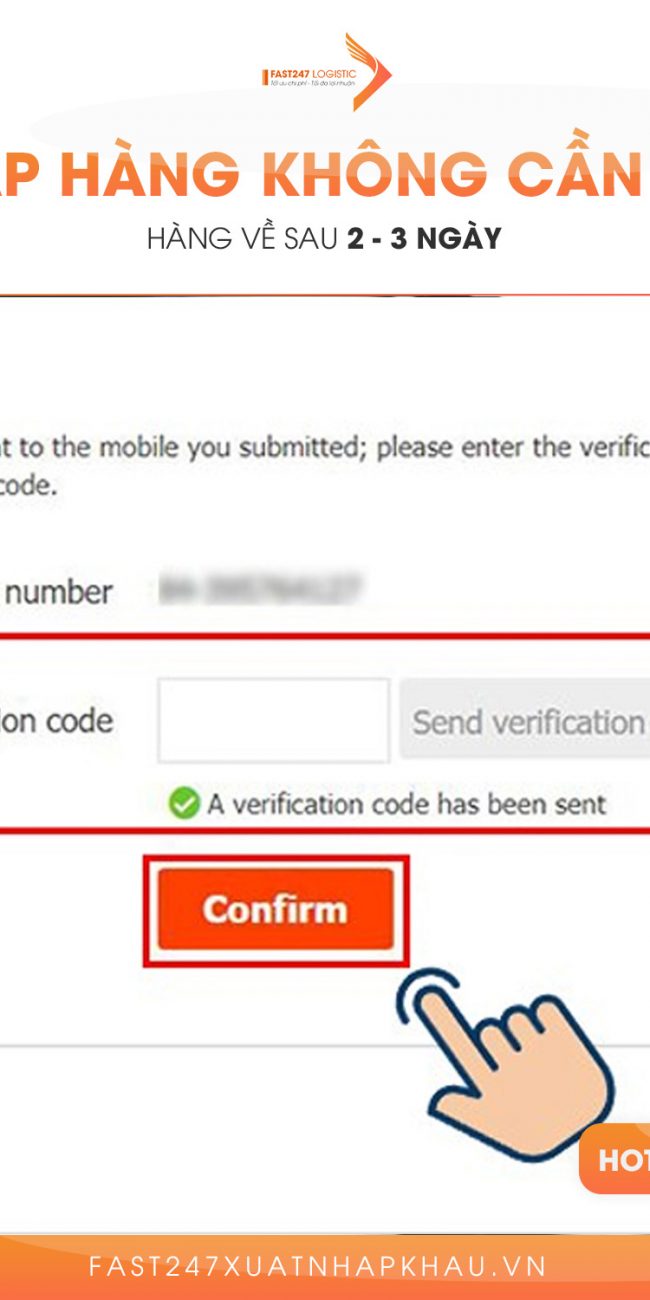 FAST247 LOGISTIC
Tối ưu chi phí - Tối đa lợi nhuận
ẬP HÀNG KHÔNG CẦN
HÀNG VỀ SAU 2 - 3 NGÀY
t to the mobile you submitted; please enter the verific
code.
number
ion code
Send verification
A verification code has been sent
Confirm
HOT
FAST247XUATNHAPKHAU.VN